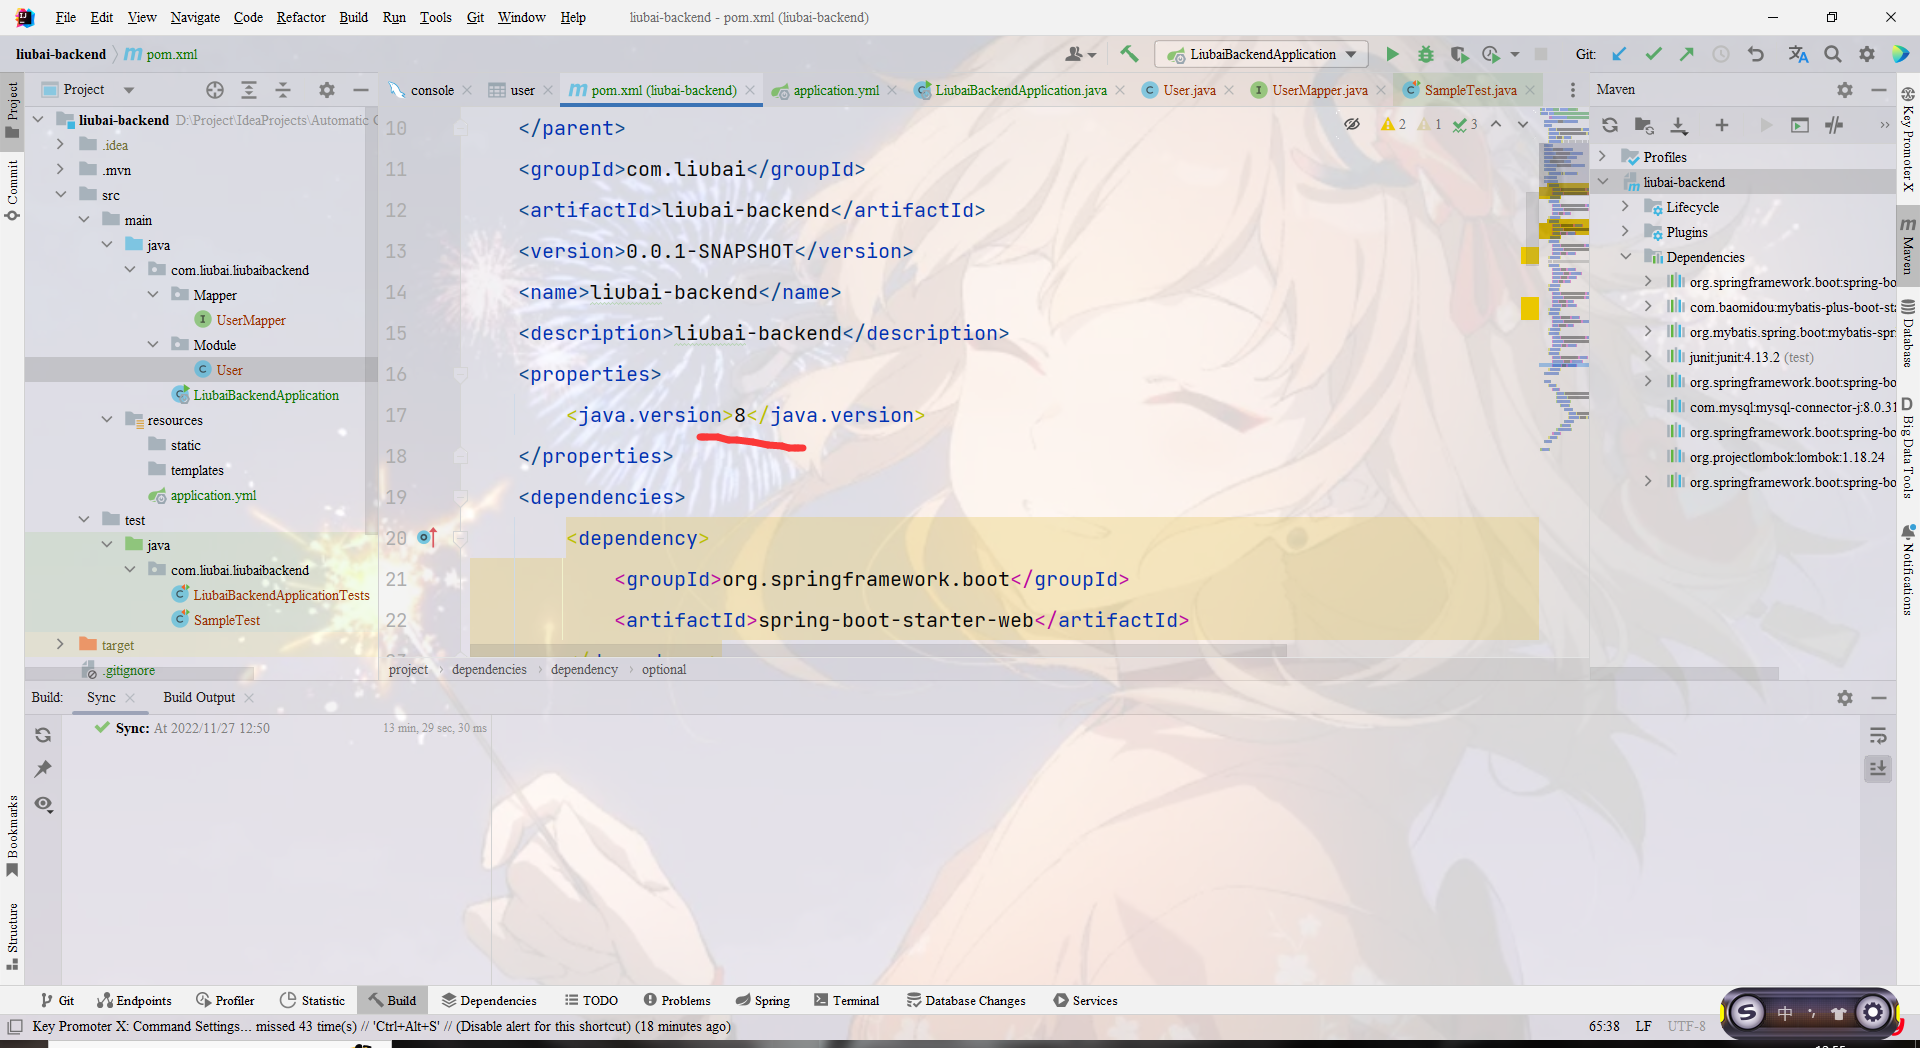 File Edit View Navigate Code Refactor Build Run Tools Git Window Help liubai-backend - pom.xml (liubai-backend)
liubai-backend pom.xml LiubaiBackendApplication Git:
Project console user pom.xml (liubai-backend) application.yml LiubaiBackendApplication.java User.java UserMapper.java SampleTest.java Maven
Project
Commit
Bookmarks
Structure
liubai-backend D:\Project\IdeaProjects\Automatic
.idea
.mvn
src
main
java
com.liubai.liubaibackend
Mapper
UserMapper
Module
User
LiubaiBackendApplication
resources
static
templates
application.yml
test
java
com.liubai.liubaibackend
LiubaiBackendApplicationTests
SampleTest
target
.gitignore
2 1 3
10 </parent>
11 <groupId>com.liubai</groupId>
12 <artifactId>liubai-backend</artifactId>
13 <version>0.0.1-SNAPSHOT</version>
14 <name>liubai-backend</name>
15 <description>liubai-backend</description>
16 <properties>
17 <java.version>8</java.version>
18 </properties>
19 <dependencies>
20 <dependency>
21 <groupId>org.springframework.boot</groupId>
22 <artifactId>spring-boot-starter-web</artifactId>
project dependencies dependency optional
Profiles
liubai-backend
Lifecycle
Plugins
Dependencies
org.springframework.boot:spring-bo
com.baomidou:mybatis-plus-boot-sta
org.mybatis.spring.boot:mybatis-spr
junit:junit:4.13.2 (test)
org.springframework.boot:spring-bo
com.mysql:mysql-connector-j:8.0.31
org.springframework.boot:spring-bo
org.projectlombok:lombok:1.18.24
org.springframework.boot:spring-bo
Key Promoter X
Maven
Database
Big Data Tools
Notifications
Build: Sync Build Output
Sync: At 2022/11/27 12:50 13 min, 29 sec, 30 ms
Git Endpoints Profiler Statistic Build Dependencies TODO Problems Spring Terminal Database Changes Services
Key Promoter X: Command Settings... missed 43 time(s) // 'Ctrl+Alt+S' // (Disable alert for this shortcut) (18 minutes ago) 65:38 LF UTF-8
中